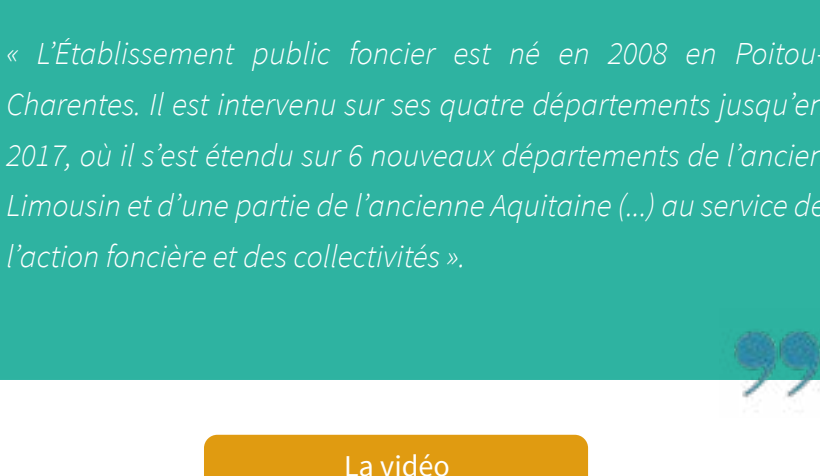 « L’Établissement public foncier est né en 2008 en Poitou-
Charentes. Il est intervenu sur ses quatre départements jusqu’en
2017, où il s’est étendu sur 6 nouveaux départements de l’ancien
Limousin et d’une partie de l’ancienne Aquitaine (...) au service de
l’action foncière et des collectivités ».
”
La vidéo